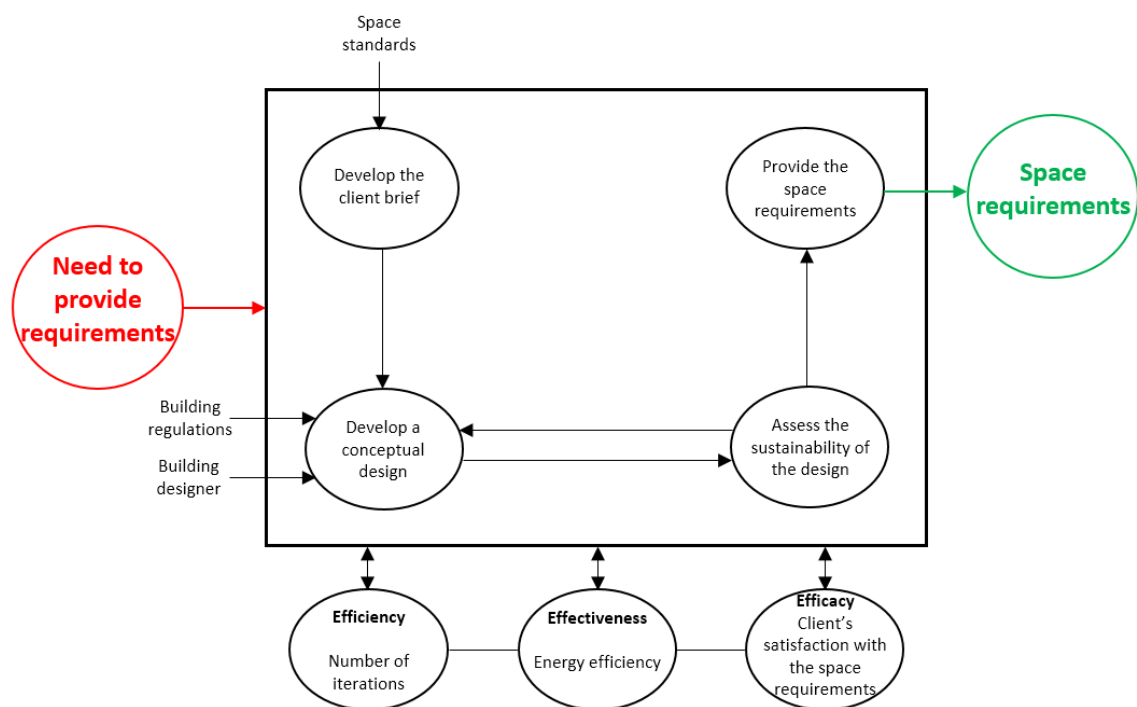 Space
standards
Develop the
client brief
Provide the
space
requirements
Space
requirements
Need to
provide
requirements
Building
regulations
Building
designer
Develop a
conceptual
design
Assess the
sustainability of
the design
Efficiency
Number of
iterations
Effectiveness
Energy efficiency
Efficacy
Client’s
satisfaction with
the space
requirements